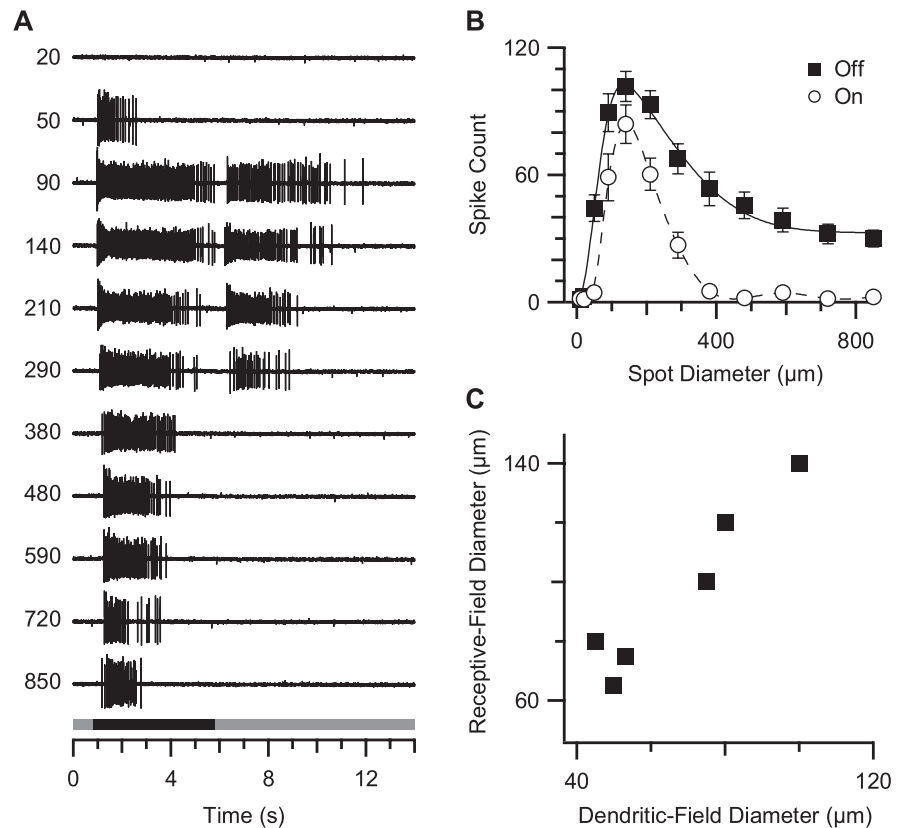 A
20
50
90
140
210
290
380
480
590
720
850
0 4 8 12
Time (s)
B
120
60
0
Spike Count
Off
On
0 400 800
Spot Diameter (µm)
C
140
60
Receptive-Field Diameter (µm)
40 120
Dendritic-Field Diameter (µm)